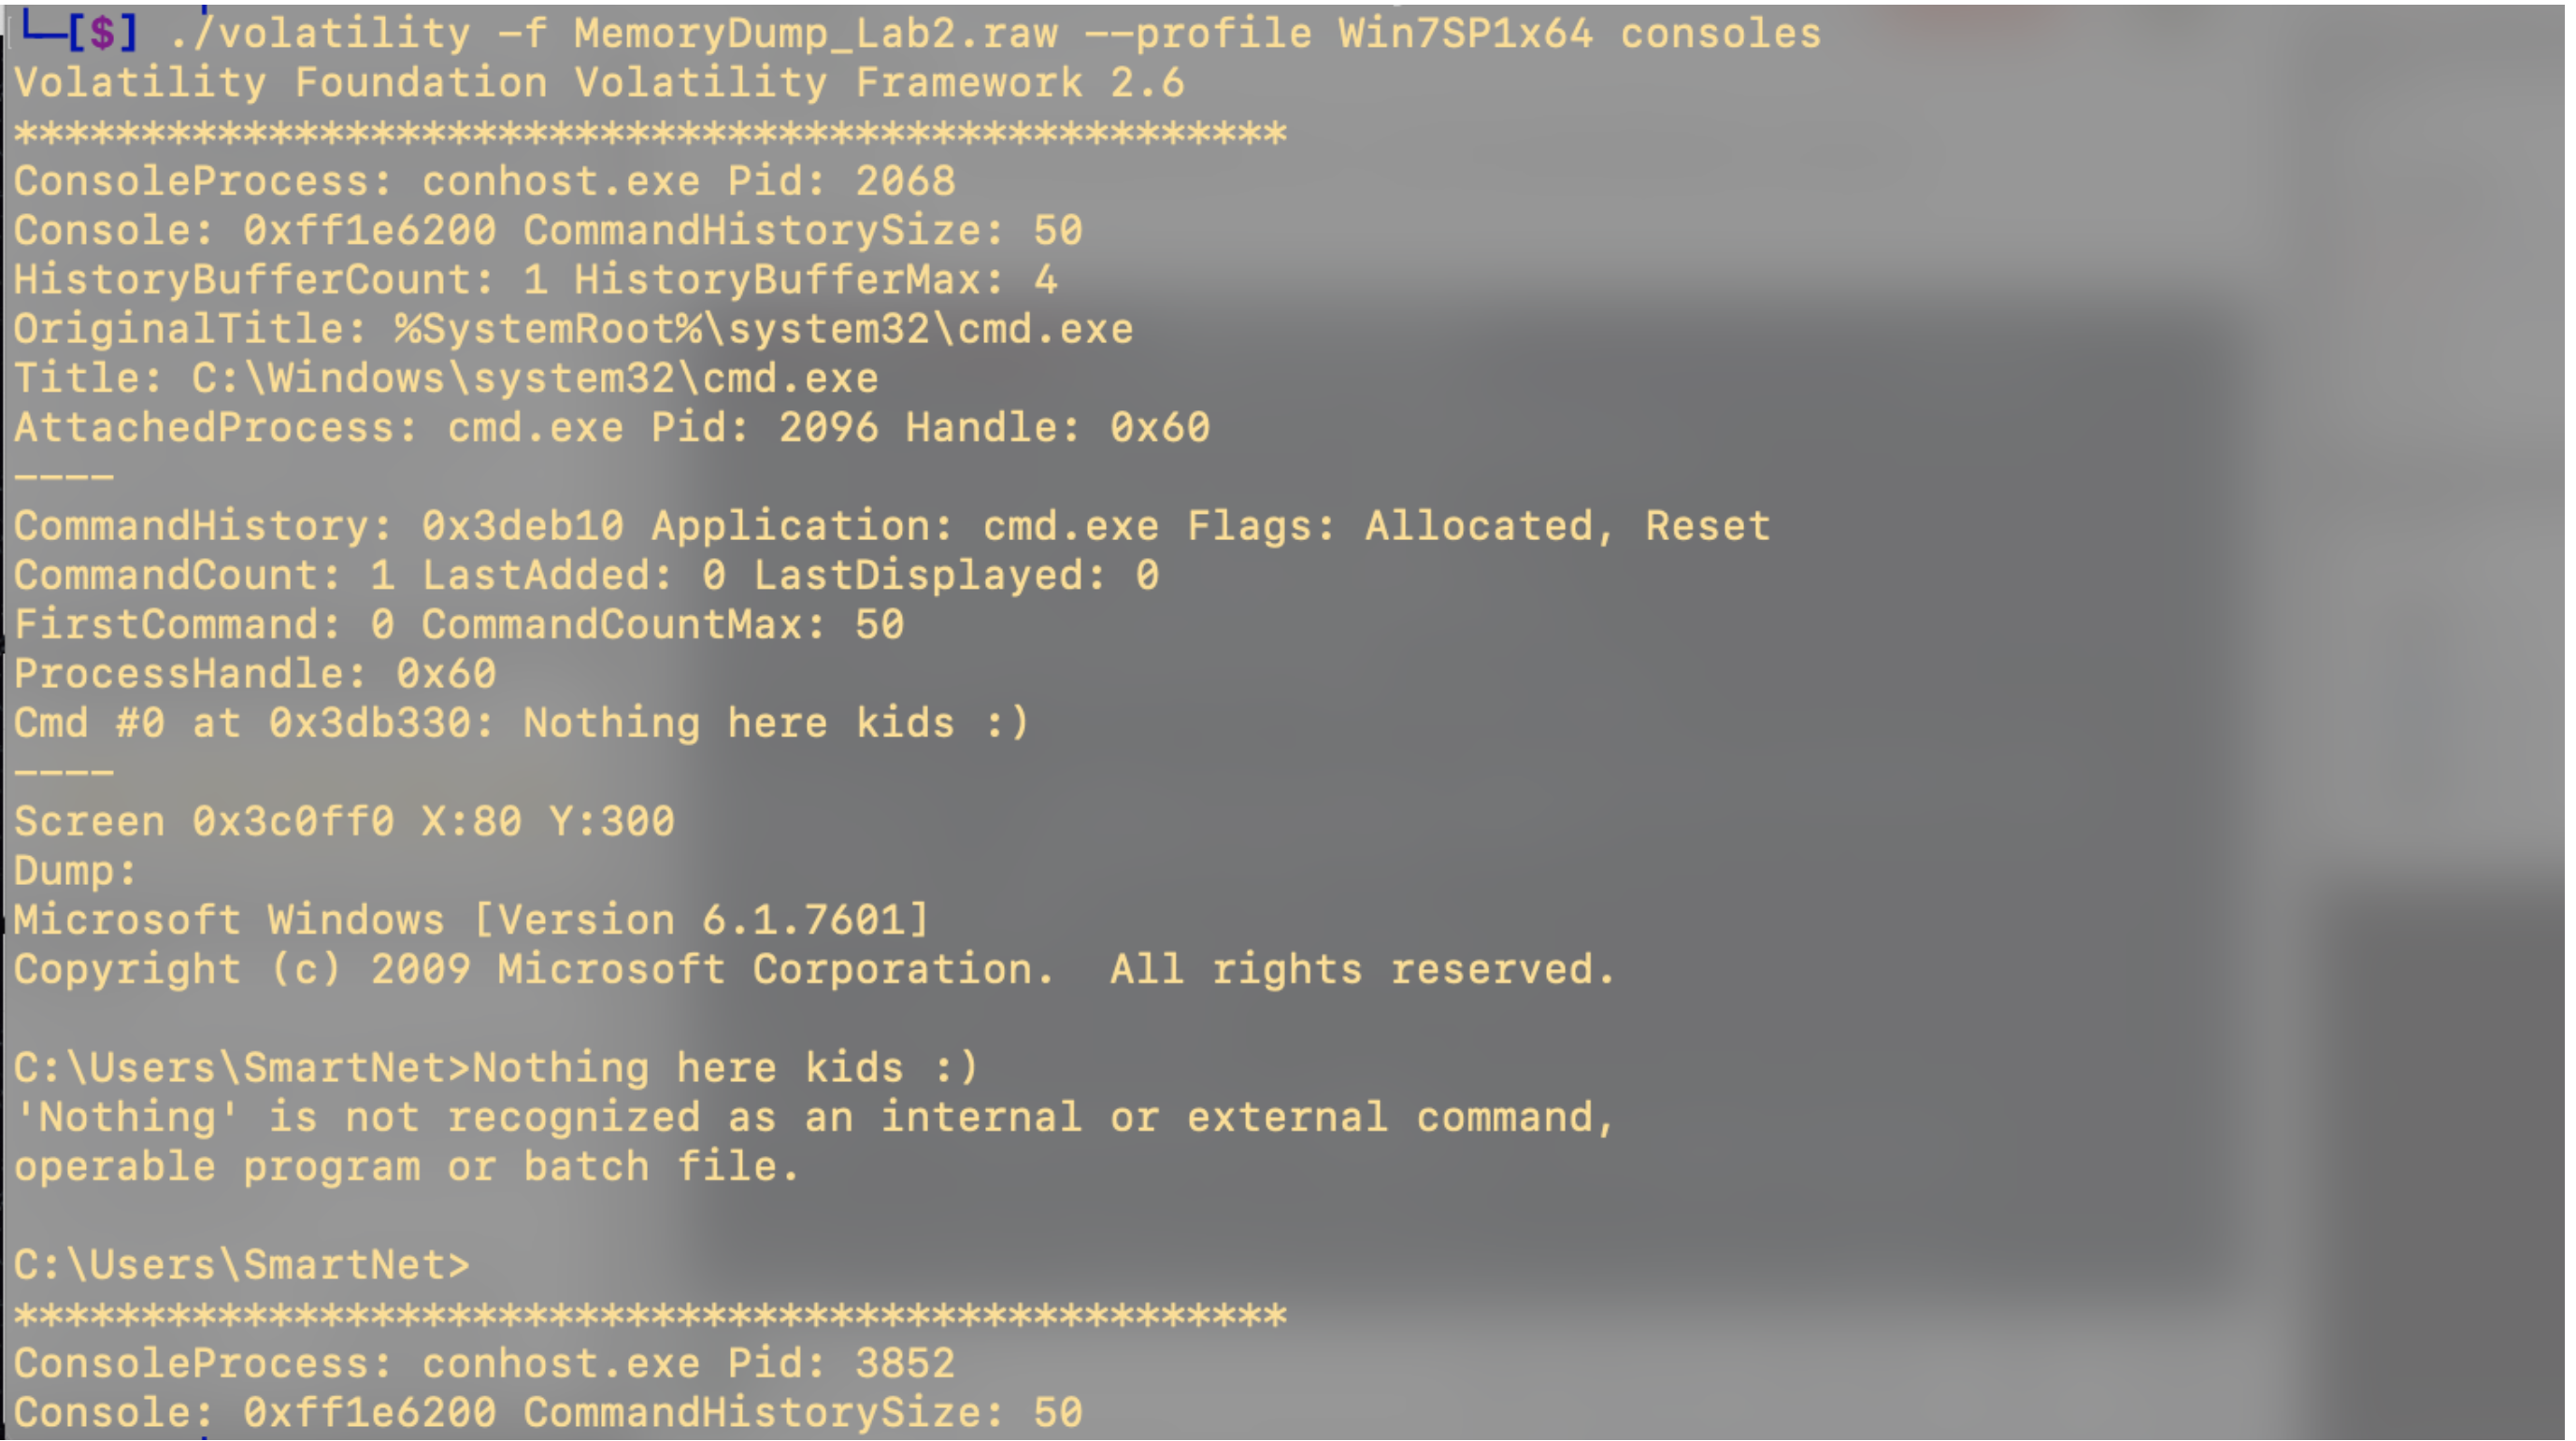 └─[$] ./volatility -f MemoryDump_Lab2.raw --profile Win7SP1x64 consoles
Volatility Foundation Volatility Framework 2.6
**************************************************
ConsoleProcess: conhost.exe Pid: 2068
Console: 0xff1e6200 CommandHistorySize: 50
HistoryBufferCount: 1 HistoryBufferMax: 4
OriginalTitle: %SystemRoot%\system32\cmd.exe
Title: C:\Windows\system32\cmd.exe
AttachedProcess: cmd.exe Pid: 2096 Handle: 0x60
----
CommandHistory: 0x3deb10 Application: cmd.exe Flags: Allocated, Reset
CommandCount: 1 LastAdded: 0 LastDisplayed: 0
FirstCommand: 0 CommandCountMax: 50
ProcessHandle: 0x60
Cmd #0 at 0x3db330: Nothing here kids :)
----
Screen 0x3c0ff0 X:80 Y:300
Dump:
Microsoft Windows [Version 6.1.7601]
Copyright (c) 2009 Microsoft Corporation.  All rights reserved.
C:\Users\SmartNet>Nothing here kids :)
'Nothing' is not recognized as an internal or external command,
operable program or batch file.
C:\Users\SmartNet>
**************************************************
ConsoleProcess: conhost.exe Pid: 3852
Console: 0xff1e6200 CommandHistorySize: 50